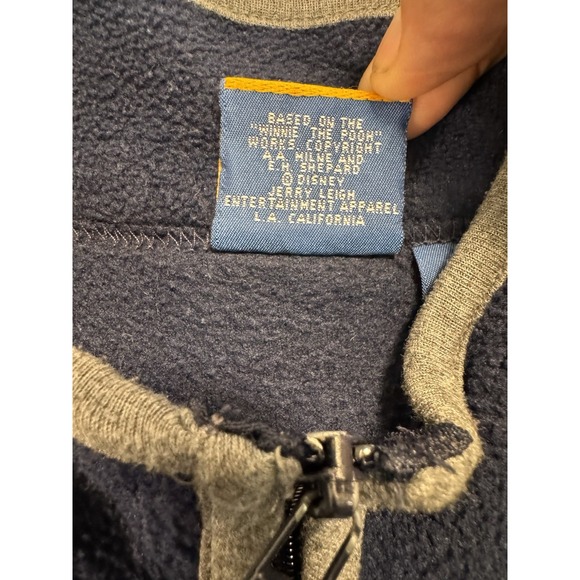 BASED ON THE
"WINNIE THE POOH"
WORKS, COPYRIGHT
A.A. MILNE AND
E.H. SHEPARD
© DISNEY
JERRY LEIGH
ENTERTAINMENT APPAREL
L.A. CALIFORNIA